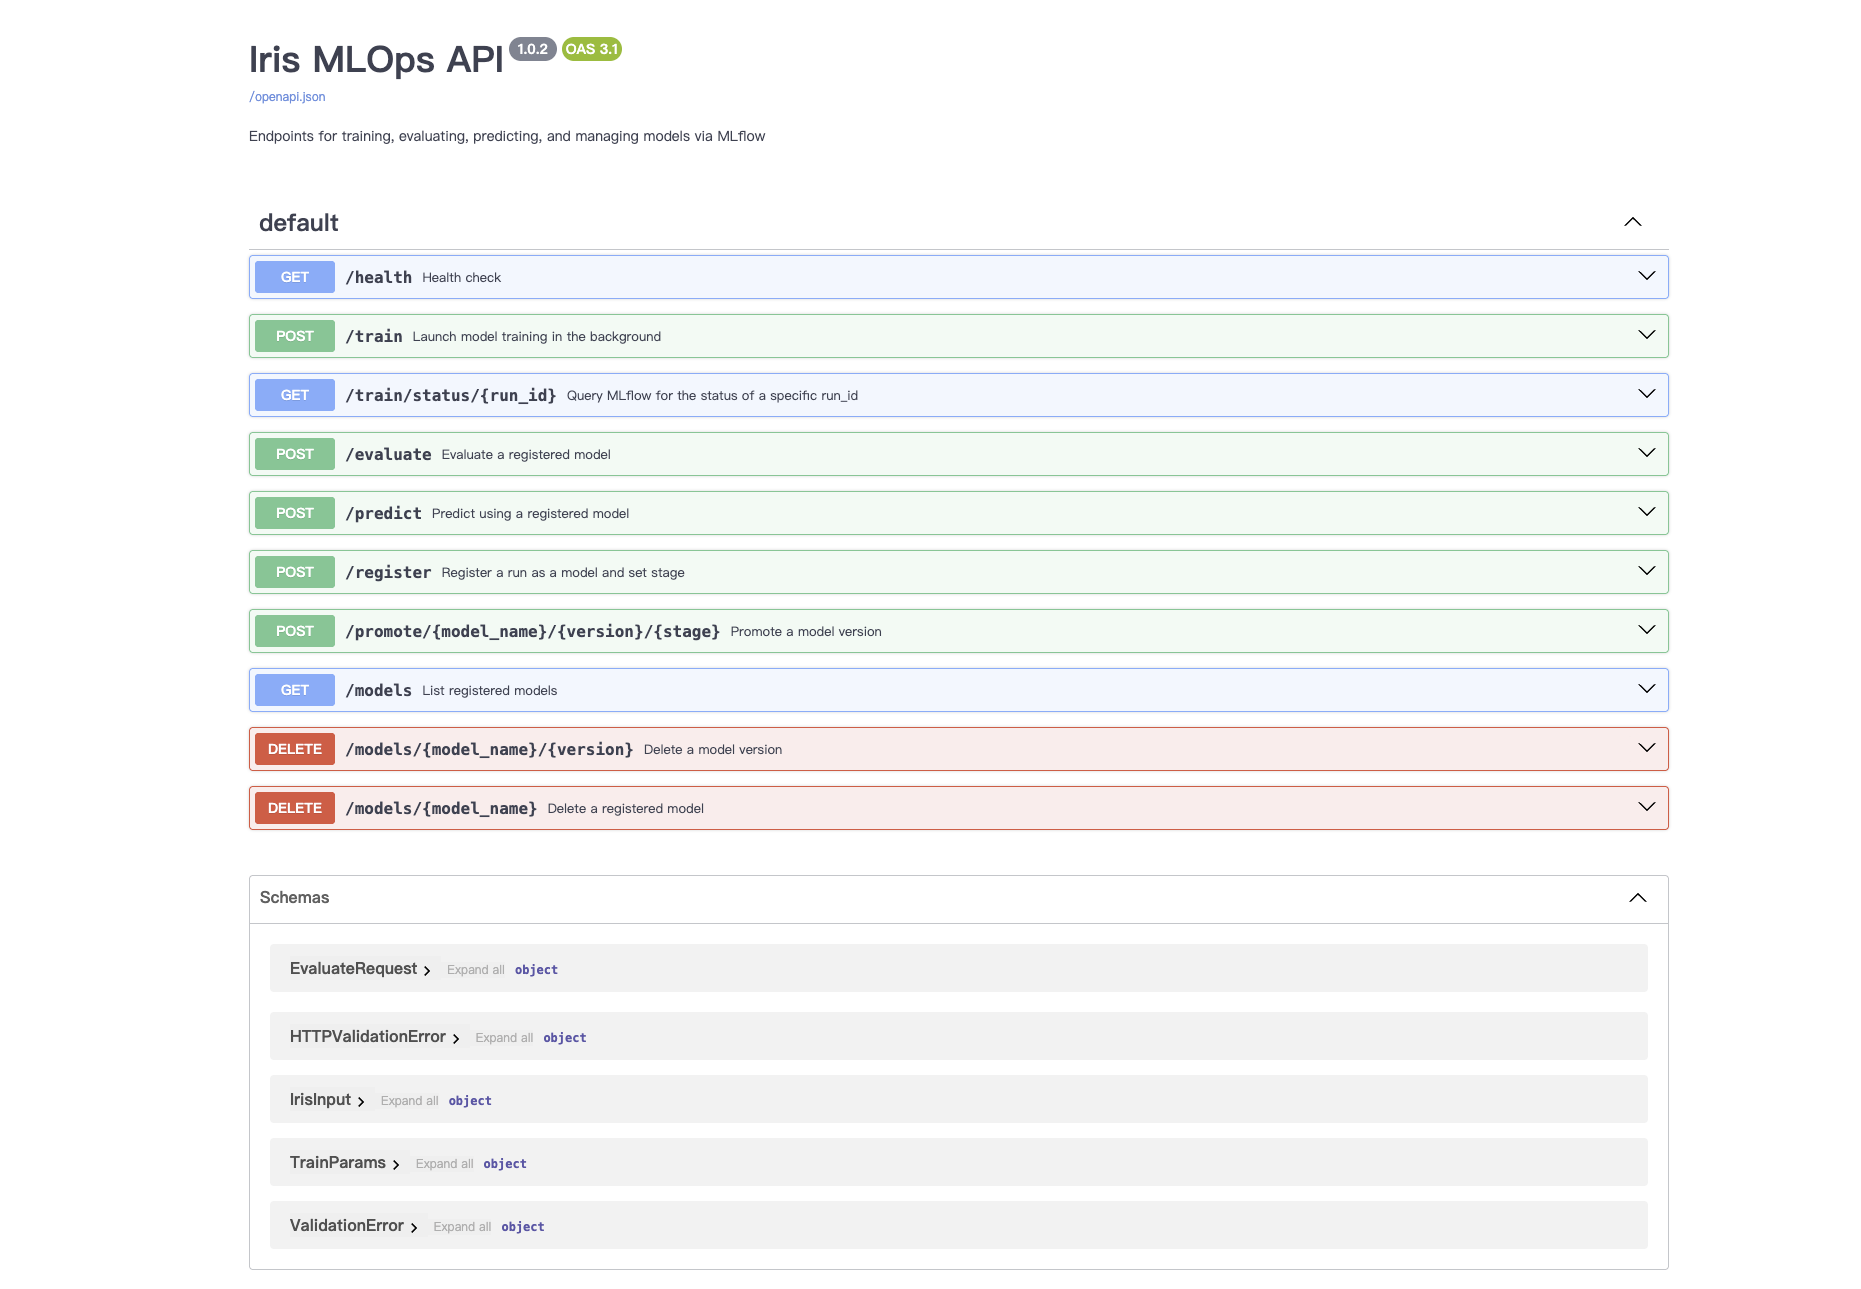 Iris MLOps API 1.0.2 OAS 3.1
/openapi.json
Endpoints for training, evaluating, predicting, and managing models via MLflow
default
GET /health Health check
POST /train Launch model training in the background
GET /train/status/{run_id} Query MLflow for the status of a specific run_id
POST /evaluate Evaluate a registered model
POST /predict Predict using a registered model
POST /register Register a run as a model and set stage
POST /promote/{model_name}/{version}/{stage} Promote a model version
GET /models List registered models
DELETE /models/{model_name}/{version} Delete a model version
DELETE /models/{model_name} Delete a registered model
Schemas
EvaluateRequest Expand all object
HTTPValidationError Expand all object
IrisInput Expand all object
TrainParams Expand all object
ValidationError Expand all object